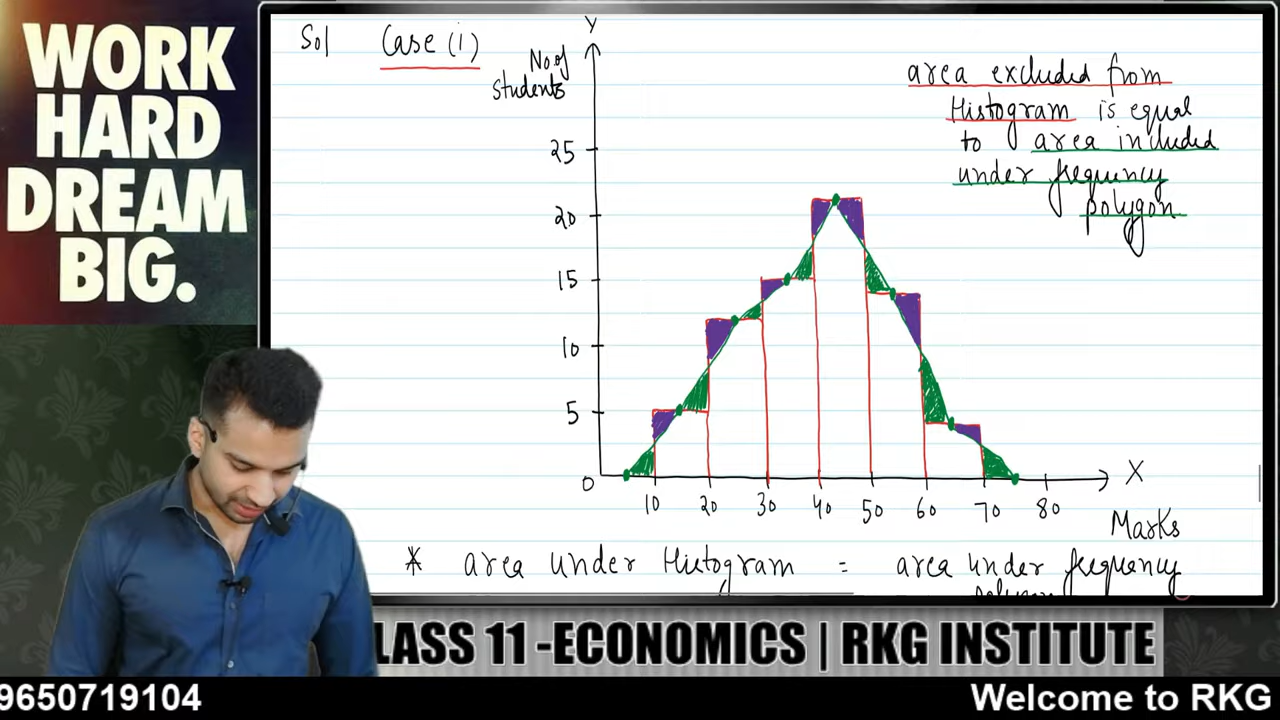 WORK
HARD
DREAM
BIG.
Sol Case (i)
Y
No of
students
25
20
15
10
5
0
10 20 30 40 50 60 70 80
X
Marks
area excluded from
Histogram is equal
to area included
under frequency
polygon
* area under Histogram = area under frequency
polygon
LASS 11 -ECONOMICS | RKG INSTITUTE
9650719104
Welcome to RKG